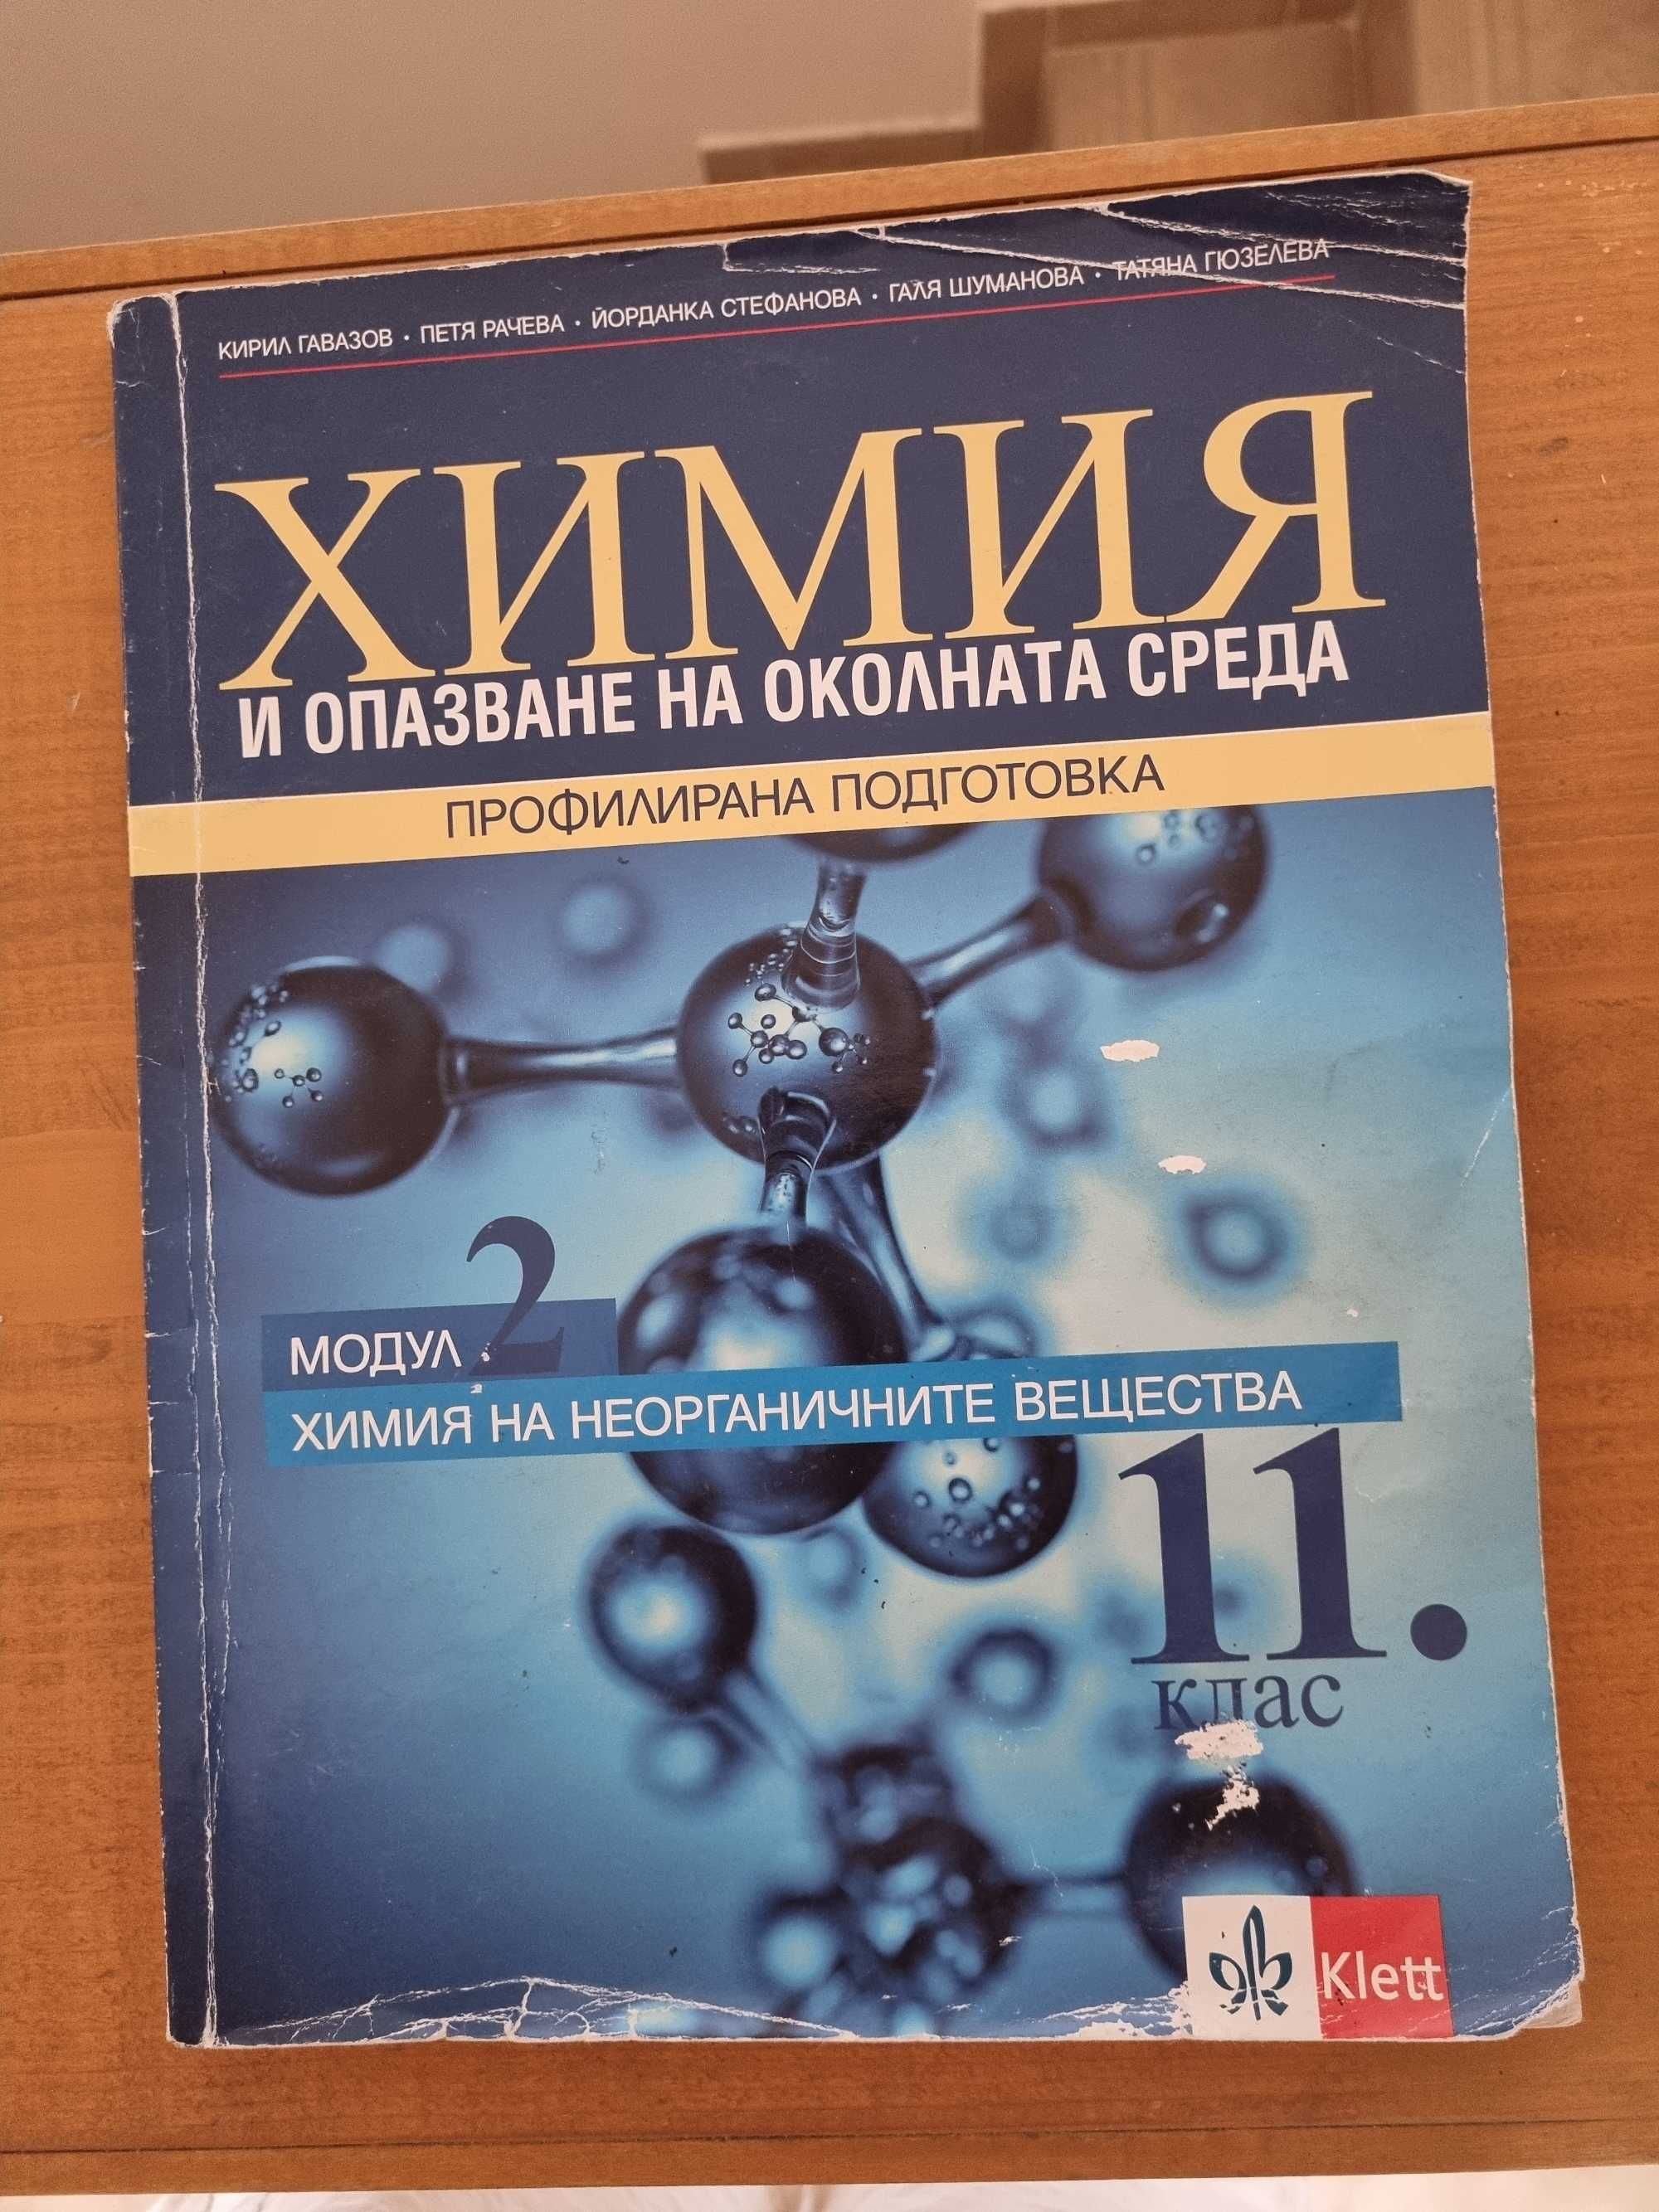 КИРИЛ ГАВАЗОВ • ПЕТЯ РАЧЕВА • ЙОРДАНКА СТЕФАНОВА • ГАЛЯ ШУМАНОВА • ТАТЯНА ГЮЗЕЛЕВА
ХИМИЯ
И ОПАЗВАНЕ НА ОКОЛНАТА СРЕДА
ПРОФИЛИРАНА ПОДГОТОВКА
МОДУЛ 2
ХИМИЯ НА НЕОРГАНИЧНИТЕ ВЕЩЕСТВА
11.
клас
Klett